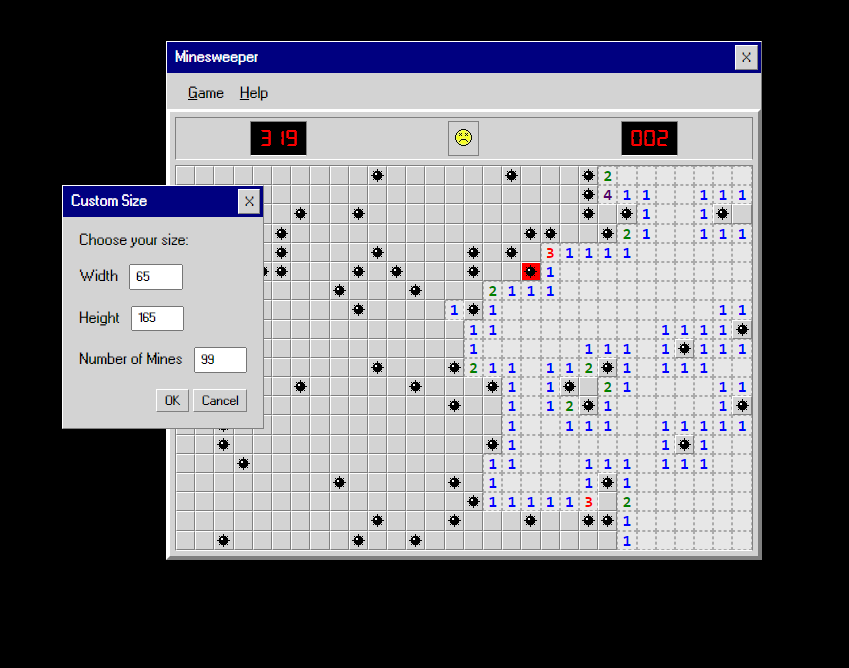 Minesweeper
X
Game Help
319
002
2
4 1 1 1 1 1
1 1
2 1 1 1 1
3 1 1 1 1
1
2 1 1 1
1 1 1 1
1 1 1 1 1 1
1 1 1 1 1 1 1 1
2 1 1 1 1 2 1 1 1 1
1 1 2 1 1 1
1 1 2 1 1
1 1 1 1 1 1 1 1 1
1 1 1
1 1 1 1 1 1 1 1
1 1 1
1 1 1 1 1 3 2
1
1
Custom Size
X
Choose your size:
Width 65
Height 165
Number of Mines 99
OK Cancel